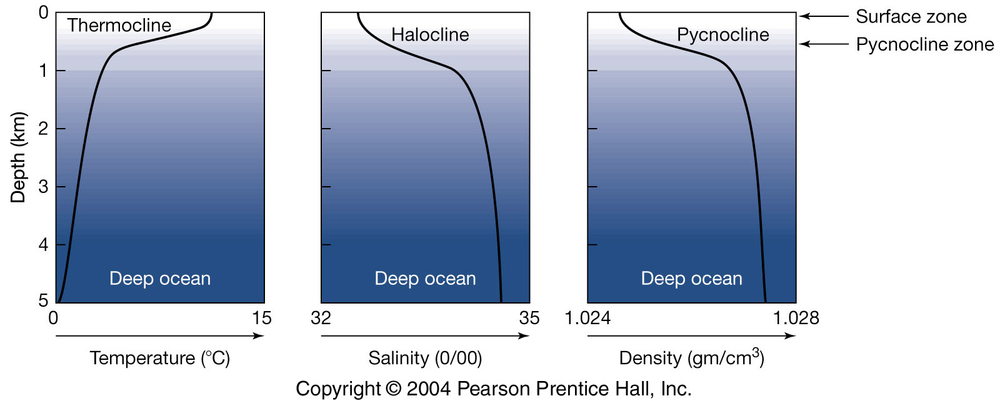 Thermocline
Halocline
Pycnocline
Surface zone
Pycnocline zone
Depth (km)
0
1
2
3
4
5
Deep ocean
Deep ocean
Deep ocean
0 15
32 35
1.024 1.028
Temperature (°C)
Salinity (0/00)
Density (gm/cm³)
Copyright © 2004 Pearson Prentice Hall, Inc.